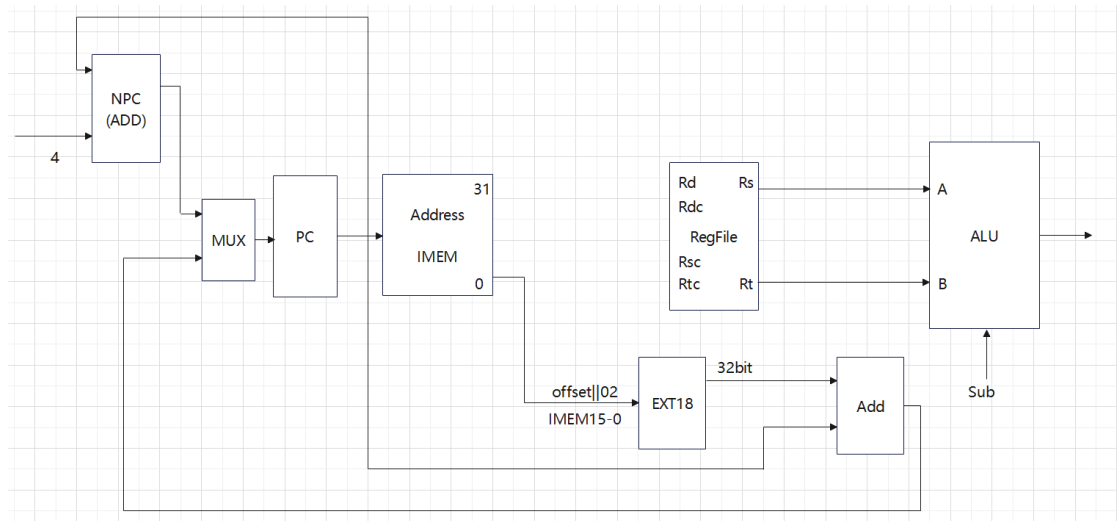 NPC
(ADD)
4
MUX
PC
31
Address
IMEM
0
Rd Rs
Rdc
RegFile
Rsc
Rtc Rt
A
ALU
B
Sub
offset||02
IMEM15-0
EXT18
32bit
Add